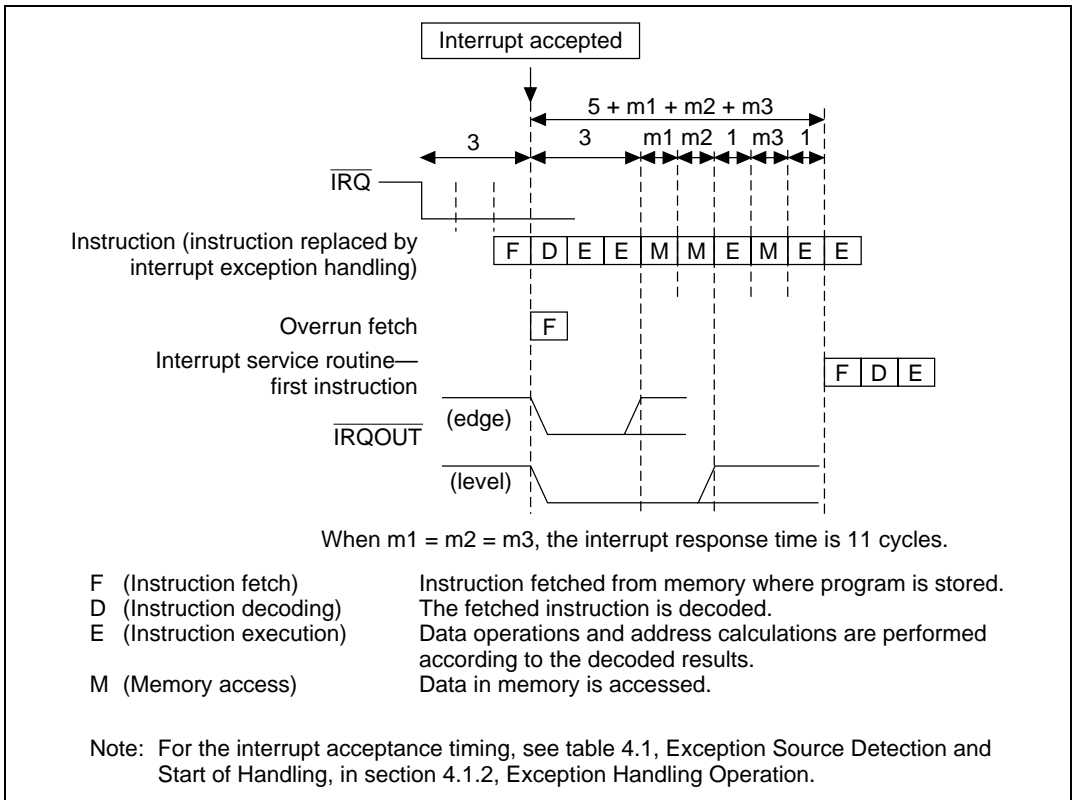 Interrupt accepted
5 + m1 + m2 + m3
3 3 m1 m2 1 m3 1
IRQ
Instruction (instruction replaced by
interrupt exception handling)
F D E E M M E M E E
Overrun fetch
F
Interrupt service routine—
first instruction
F D E
(edge)
IRQOUT
(level)
When m1 = m2 = m3, the interrupt response time is 11 cycles.
F (Instruction fetch) Instruction fetched from memory where program is stored.
D (Instruction decoding) The fetched instruction is decoded.
E (Instruction execution) Data operations and address calculations are performed
according to the decoded results.
M (Memory access) Data in memory is accessed.
Note: For the interrupt acceptance timing, see table 4.1, Exception Source Detection and
Start of Handling, in section 4.1.2, Exception Handling Operation.